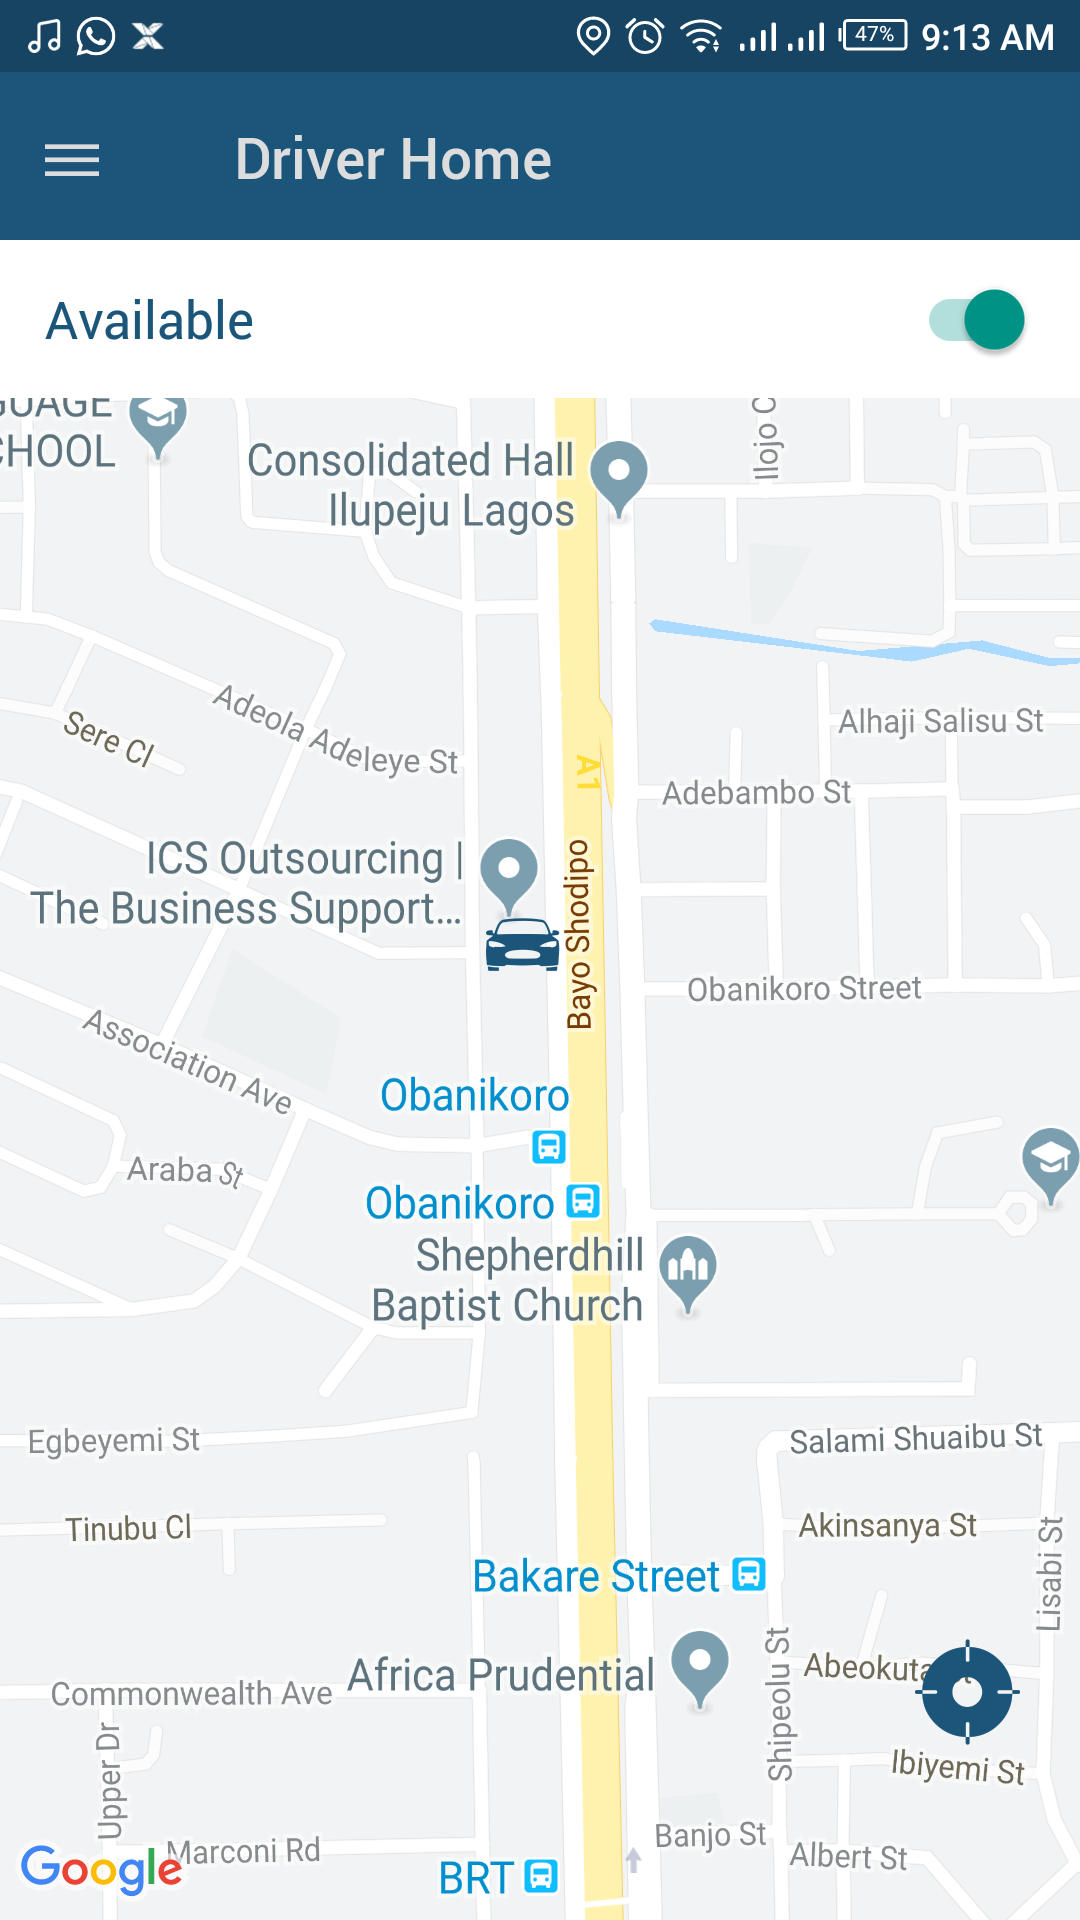 47%
9:13 AM
Driver Home
Available
GUAGE
CHOOL
Consolidated Hall
Ilupeju Lagos
Ilojo C
Adeola Adeleye St
Sere Cl
Alhaji Salisu St
A1
Adebambo St
ICS Outsourcing |
The Business Support...
Bayo Shodipo
Obanikoro Street
Association Ave
Obanikoro
Araba St
Obanikoro
Shepherdhill
Baptist Church
Egbeyemi St
Salami Shuaibu St
Tinubu Cl
Akinsanya St
Lisabi St
Bakare Street
Shipeolu St
Abeokuta
Africa Prudential
Commonwealth Ave
Upper Dr
Ibiyemi St
Banjo St
Marconi Rd
Albert St
Google
BRT